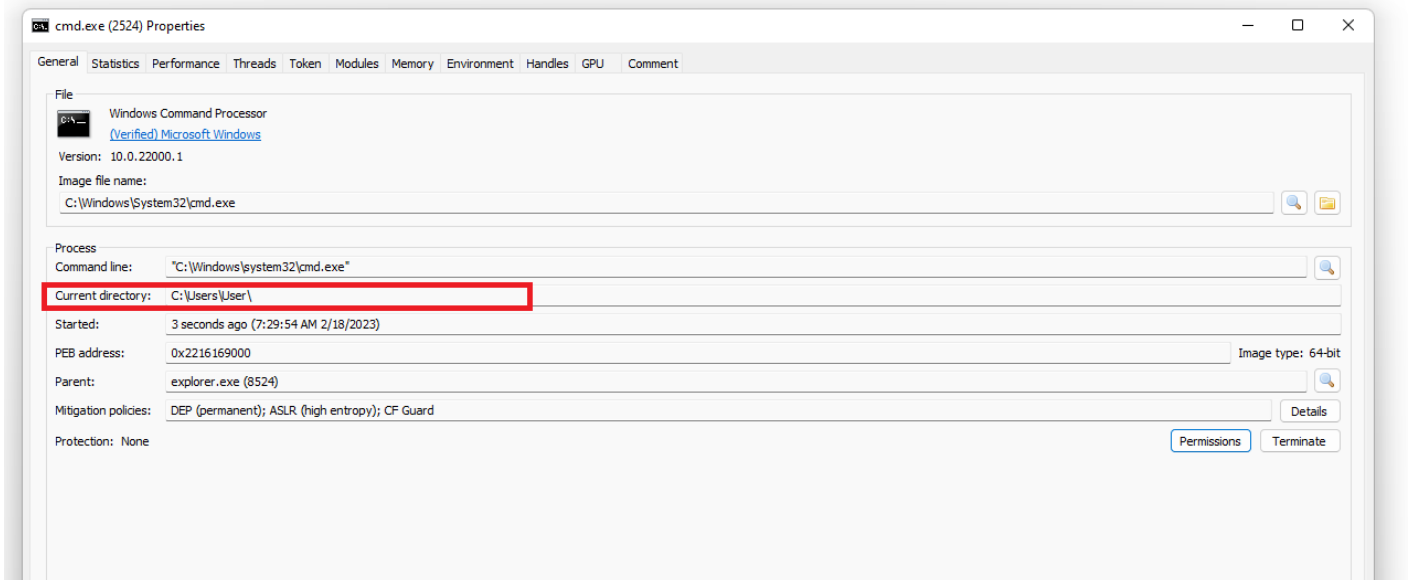 cmd.exe (2524) Properties
General Statistics Performance Threads Token Modules Memory Environment Handles GPU Comment
File
Windows Command Processor
(Verified) Microsoft Windows
Version: 10.0.22000.1
Image file name:
C:\Windows\System32\cmd.exe
Process
Command line: "C:\Windows\system32\cmd.exe"
Current directory: C:\Users\User\
Started: 3 seconds ago (7:29:54 AM 2/18/2023)
PEB address: 0x2216169000 Image type: 64-bit
Parent: explorer.exe (8524)
Mitigation policies: DEP (permanent); ASLR (high entropy); CF Guard Details
Protection: None Permissions Terminate